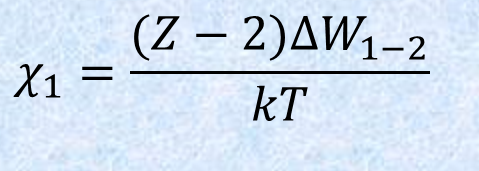 χ₁ = (Z − 2)ΔW₁₋₂ / kT